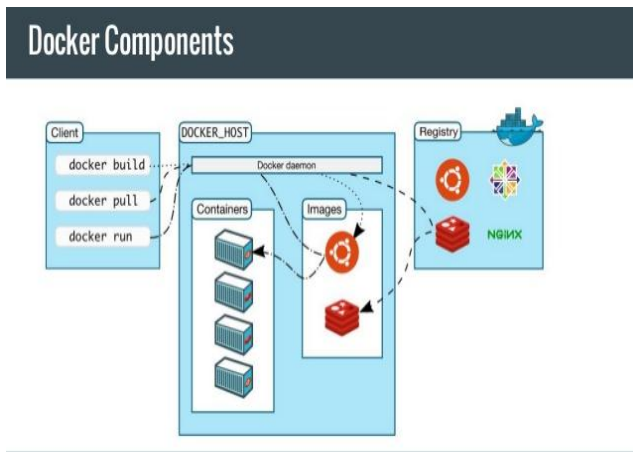 Docker Components
Client
docker build
docker pull
docker run
DOCKER_HOST
Docker daemon
Containers
Images
Registry
NGINX